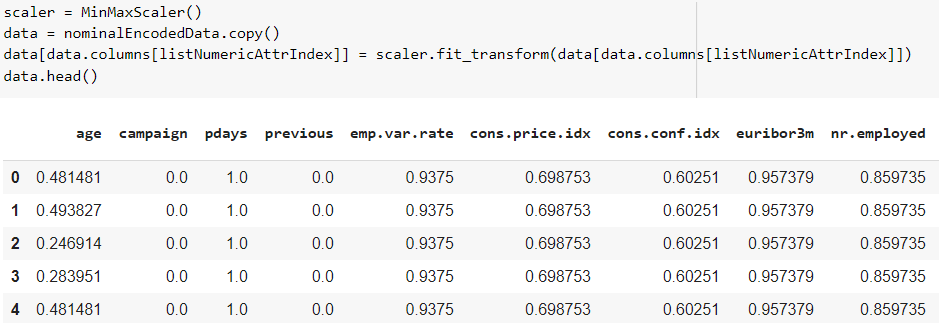 scaler = MinMaxScaler()
data = nominalEncodedData.copy()
data[data.columns[listNumericAttrIndex]] = scaler.fit_transform(data[data.columns[listNumericAttrIndex]])
data.head()
age campaign pdays previous emp.var.rate cons.price.idx cons.conf.idx euribor3m nr.employed
0 0.481481 0.0 1.0 0.0 0.9375 0.698753 0.60251 0.957379 0.859735
1 0.493827 0.0 1.0 0.0 0.9375 0.698753 0.60251 0.957379 0.859735
2 0.246914 0.0 1.0 0.0 0.9375 0.698753 0.60251 0.957379 0.859735
3 0.283951 0.0 1.0 0.0 0.9375 0.698753 0.60251 0.957379 0.859735
4 0.481481 0.0 1.0 0.0 0.9375 0.698753 0.60251 0.957379 0.859735